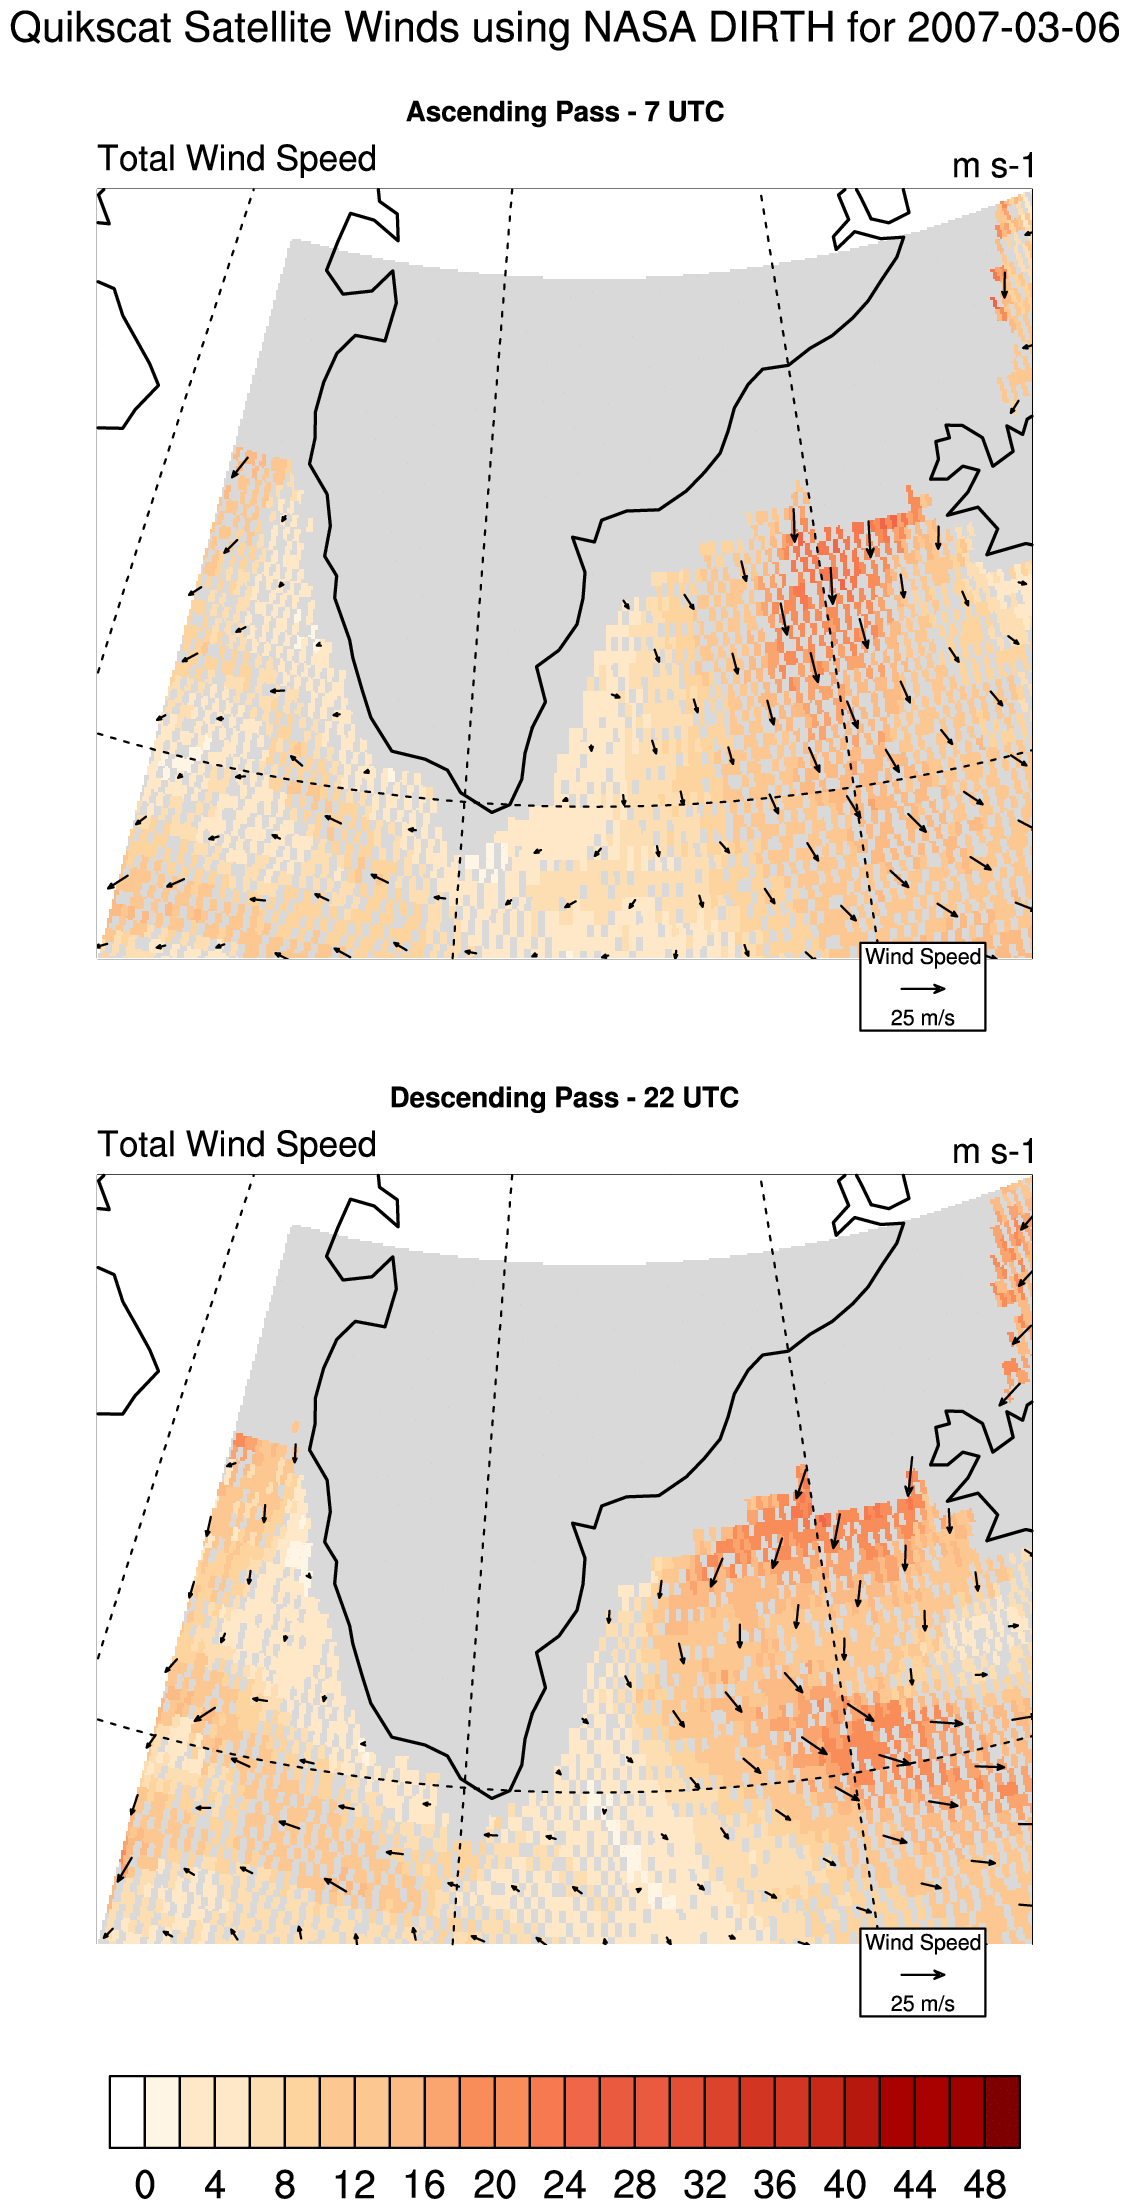 Quikscat Satellite Winds using NASA DIRTH for 2007-03-06
Ascending Pass - 7 UTC
Total Wind Speed m s-1
Wind Speed
25 m/s
Descending Pass - 22 UTC
Total Wind Speed m s-1
Wind Speed
25 m/s
0 4 8 12 16 20 24 28 32 36 40 44 48